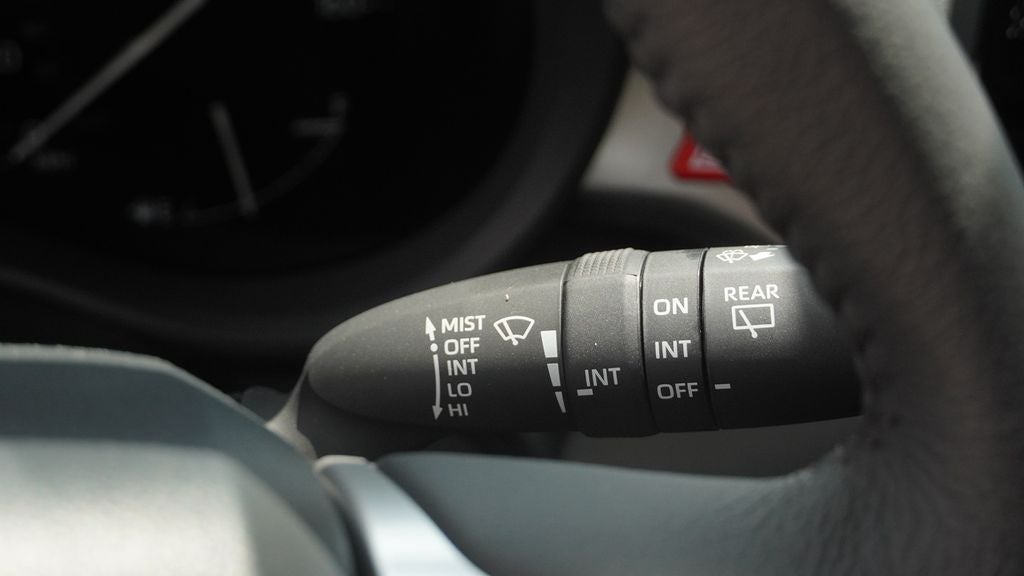 MIST
OFF
INT
LO
HI
INT
ON
INT
OFF
REAR